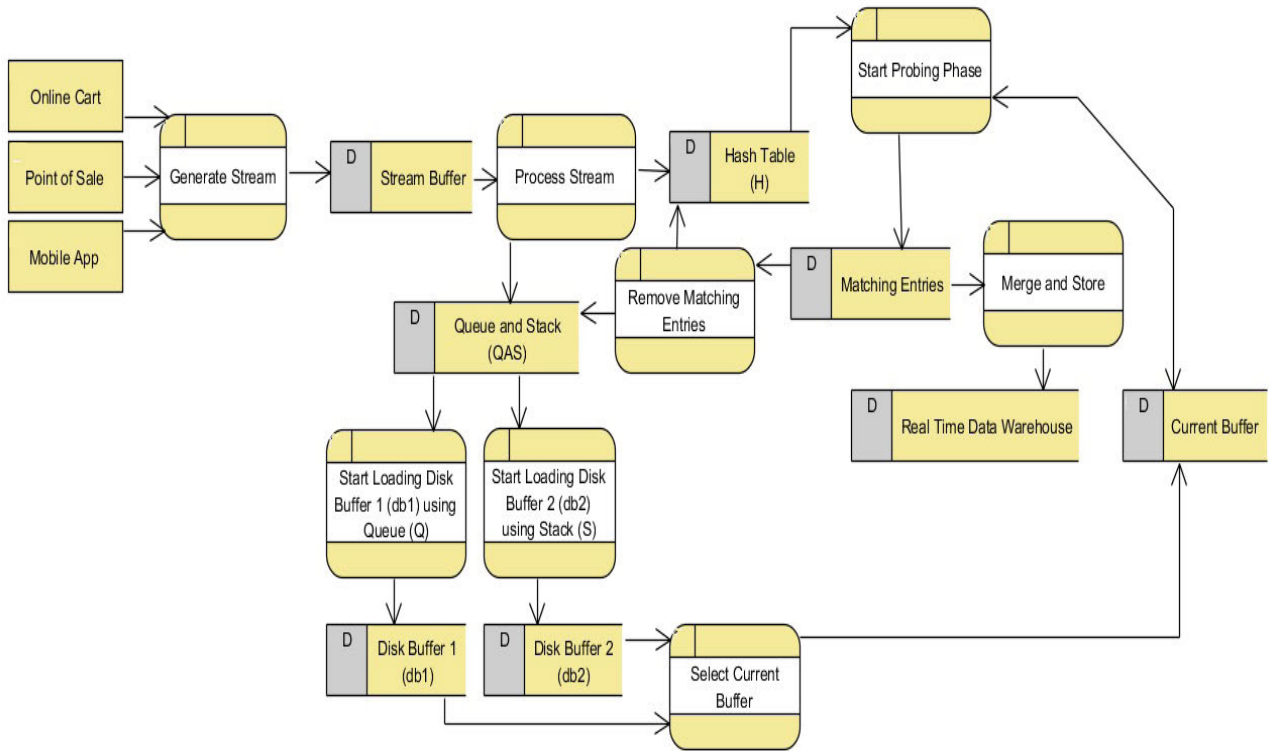 Online Cart
Point of Sale
Mobile App
Generate Stream
D
Stream Buffer
Process Stream
D
Hash Table
(H)
Start Probing Phase
D
Queue and Stack
(QAS)
Remove Matching
Entries
D
Matching Entries
Merge and Store
D
Real Time Data Warehouse
D
Current Buffer
Start Loading Disk
Buffer 1 (db1) using
Queue (Q)
Start Loading Disk
Buffer 2 (db2)
using Stack (S)
D
Disk Buffer 1
(db1)
D
Disk Buffer 2
(db2)
Select Current
Buffer